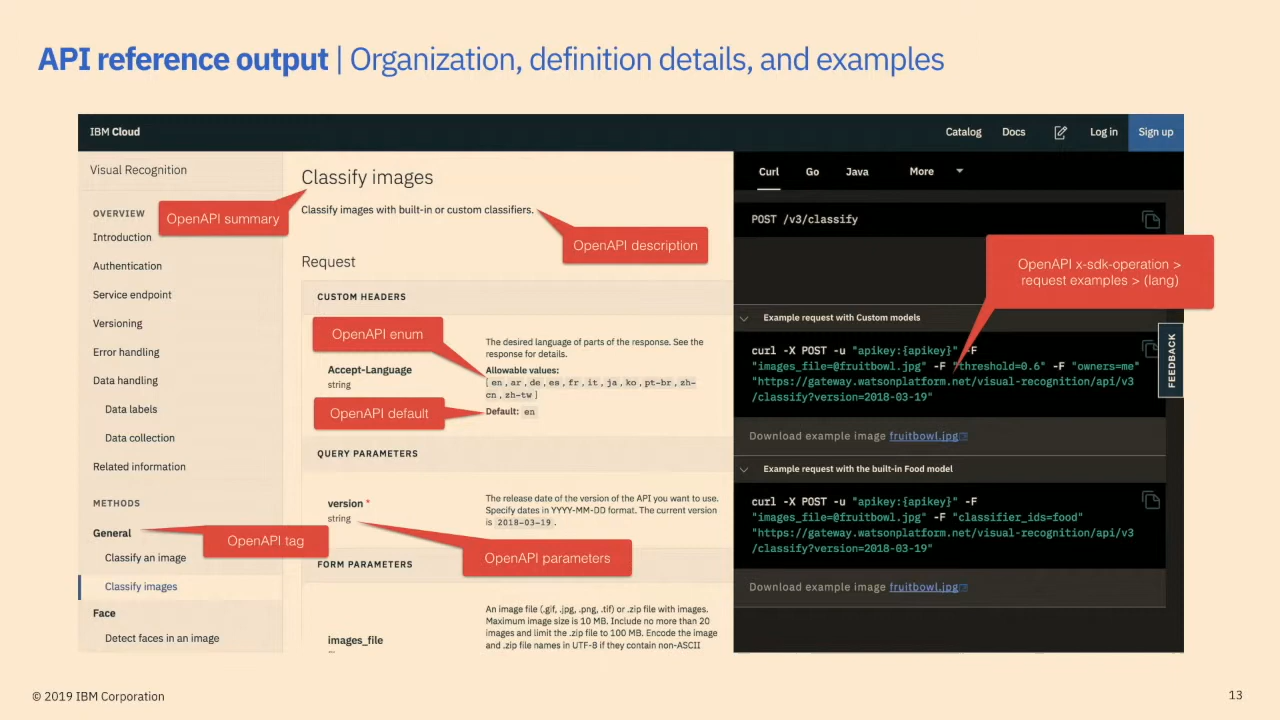 API reference output | Organization, definition details, and examples
IBM Cloud
Catalog
Docs
Log in
Sign up
Visual Recognition
OVERVIEW
Introduction
Authentication
Service endpoint
Versioning
Error handling
Data handling
Data labels
Data collection
Related information
METHODS
General
Classify an image
Classify images
Face
Detect faces in an image
OpenAPI summary
OpenAPI tag
Classify images
Classify images with built-in or custom classifiers.
OpenAPI description
Request
CUSTOM HEADERS
OpenAPI enum
Accept-Language
string
OpenAPI default
The desired language of parts of the response. See the
response for details.
Allowable values:
[ en , ar , de , es , fr , it , ja , ko , pt-br , zh-
cn , zh-tw ]
Default: en
QUERY PARAMETERS
version *
string
The release date of the version of the API you want to use.
Specify dates in YYYY-MM-DD format. The current version
is 2018-03-19 .
OpenAPI parameters
FORM PARAMETERS
images_file
An image file (.gif, .jpg, .png, .tif) or .zip file with images.
Maximum image size is 10 MB. Include no more than 20
images and limit the .zip file to 100 MB. Encode the image
and .zip file names in UTF-8 if they contain non-ASCII
Curl
Go
Java
More
POST /v3/classify
OpenAPI x-sdk-operation >
request examples > (lang)
Example request with Custom models
curl -X POST -u "apikey:{apikey}" -F
"images_file=@fruitbowl.jpg" -F "threshold=0.6" -F "owners=me"
"https://gateway.watsonplatform.net/visual-recognition/api/v3
/classify?version=2018-03-19"
Download example image fruitbowl.jpg
Example request with the built-in Food model
curl -X POST -u "apikey:{apikey}" -F
"images_file=@fruitbowl.jpg" -F "classifier_ids=food"
"https://gateway.watsonplatform.net/visual-recognition/api/v3
/classify?version=2018-03-19"
Download example image fruitbowl.jpg
FEEDBACK
© 2019 IBM Corporation
13